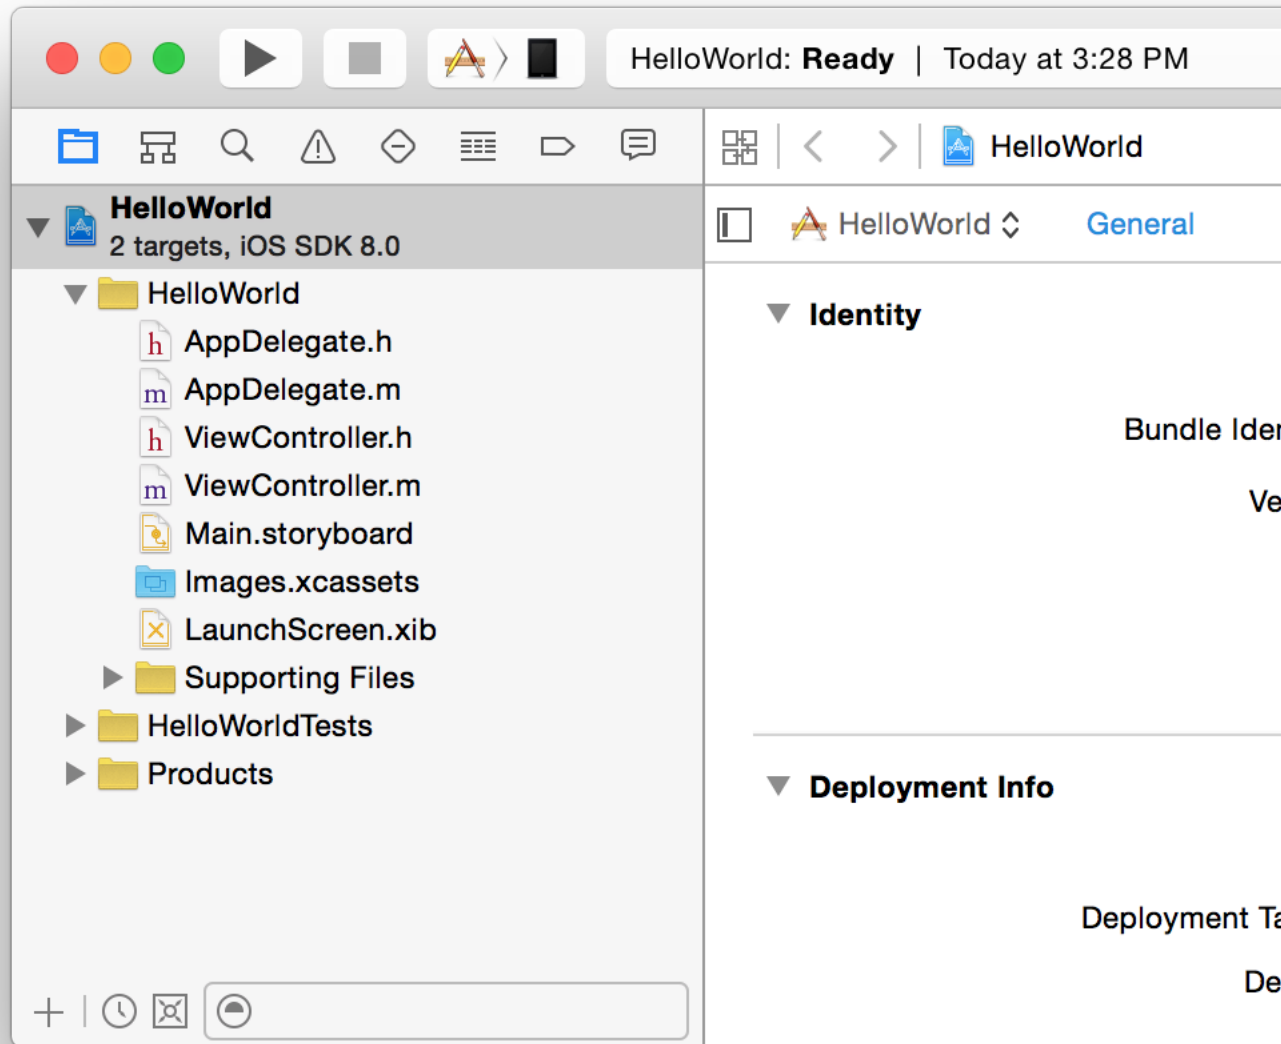 HelloWorld: Ready | Today at 3:28 PM
HelloWorld
HelloWorld
2 targets, iOS SDK 8.0
HelloWorld General
HelloWorld
AppDelegate.h
AppDelegate.m
ViewController.h
ViewController.m
Main.storyboard
Images.xcassets
LaunchScreen.xib
Supporting Files
HelloWorldTests
Products
Identity
Bundle Iden
Ve
Deployment Info
Deployment Ta
De